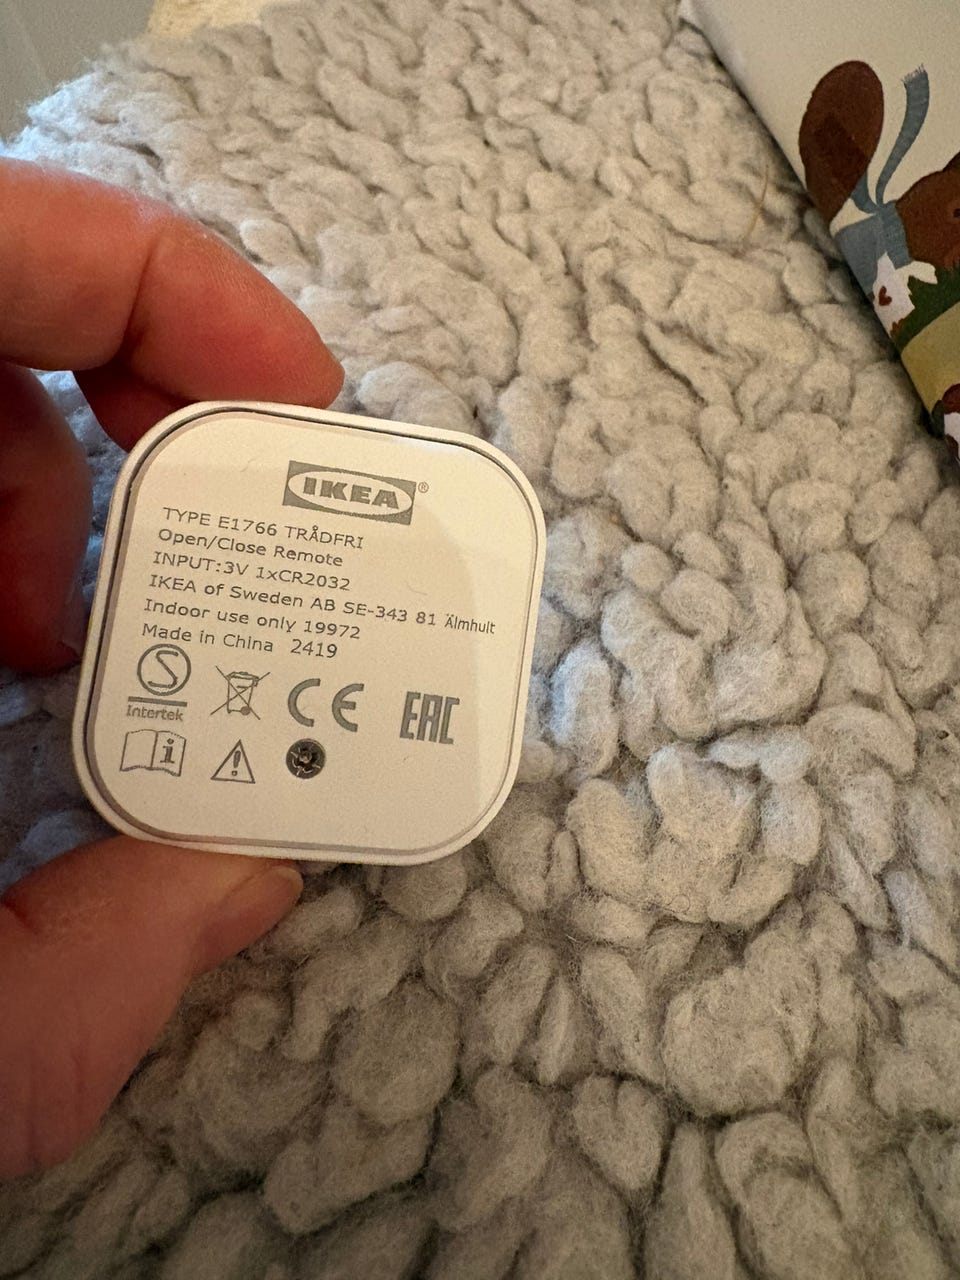 IKEA®
TYPE E1766 TRÅDFRI
Open/Close Remote
INPUT:3V 1xCR2032
IKEA of Sweden AB SE-343 81 Älmhult
Indoor use only 19972
Made in China 2419
S
Intertek
CE
EAC
i
!